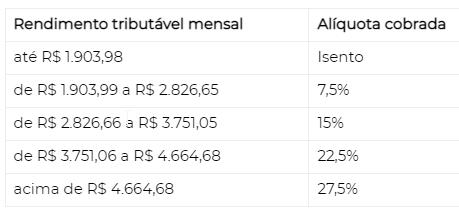 Rendimento tributável mensal Alíquota cobrada
até R$ 1.903,98 Isento
de R$ 1.903,99 a R$ 2.826,65 7,5%
de R$ 2.826,66 a R$ 3.751,05 15%
de R$ 3.751,06 a R$ 4.664,68 22,5%
acima de R$ 4.664,68 27,5%